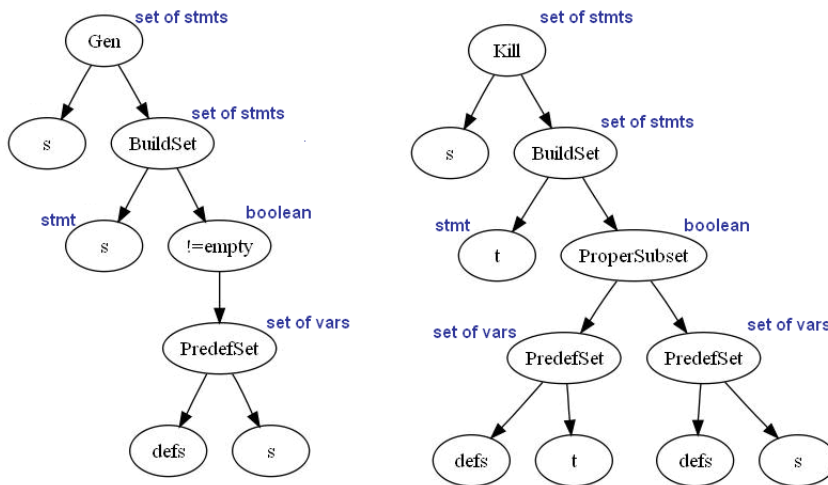 set of stmts
Gen
set of stmts
s
BuildSet
stmt
boolean
s
!=empty
set of vars
PredefSet
defs
s
set of stmts
Kill
set of stmts
s
BuildSet
stmt
boolean
t
ProperSubset
set of vars
set of vars
PredefSet
PredefSet
defs
t
defs
s